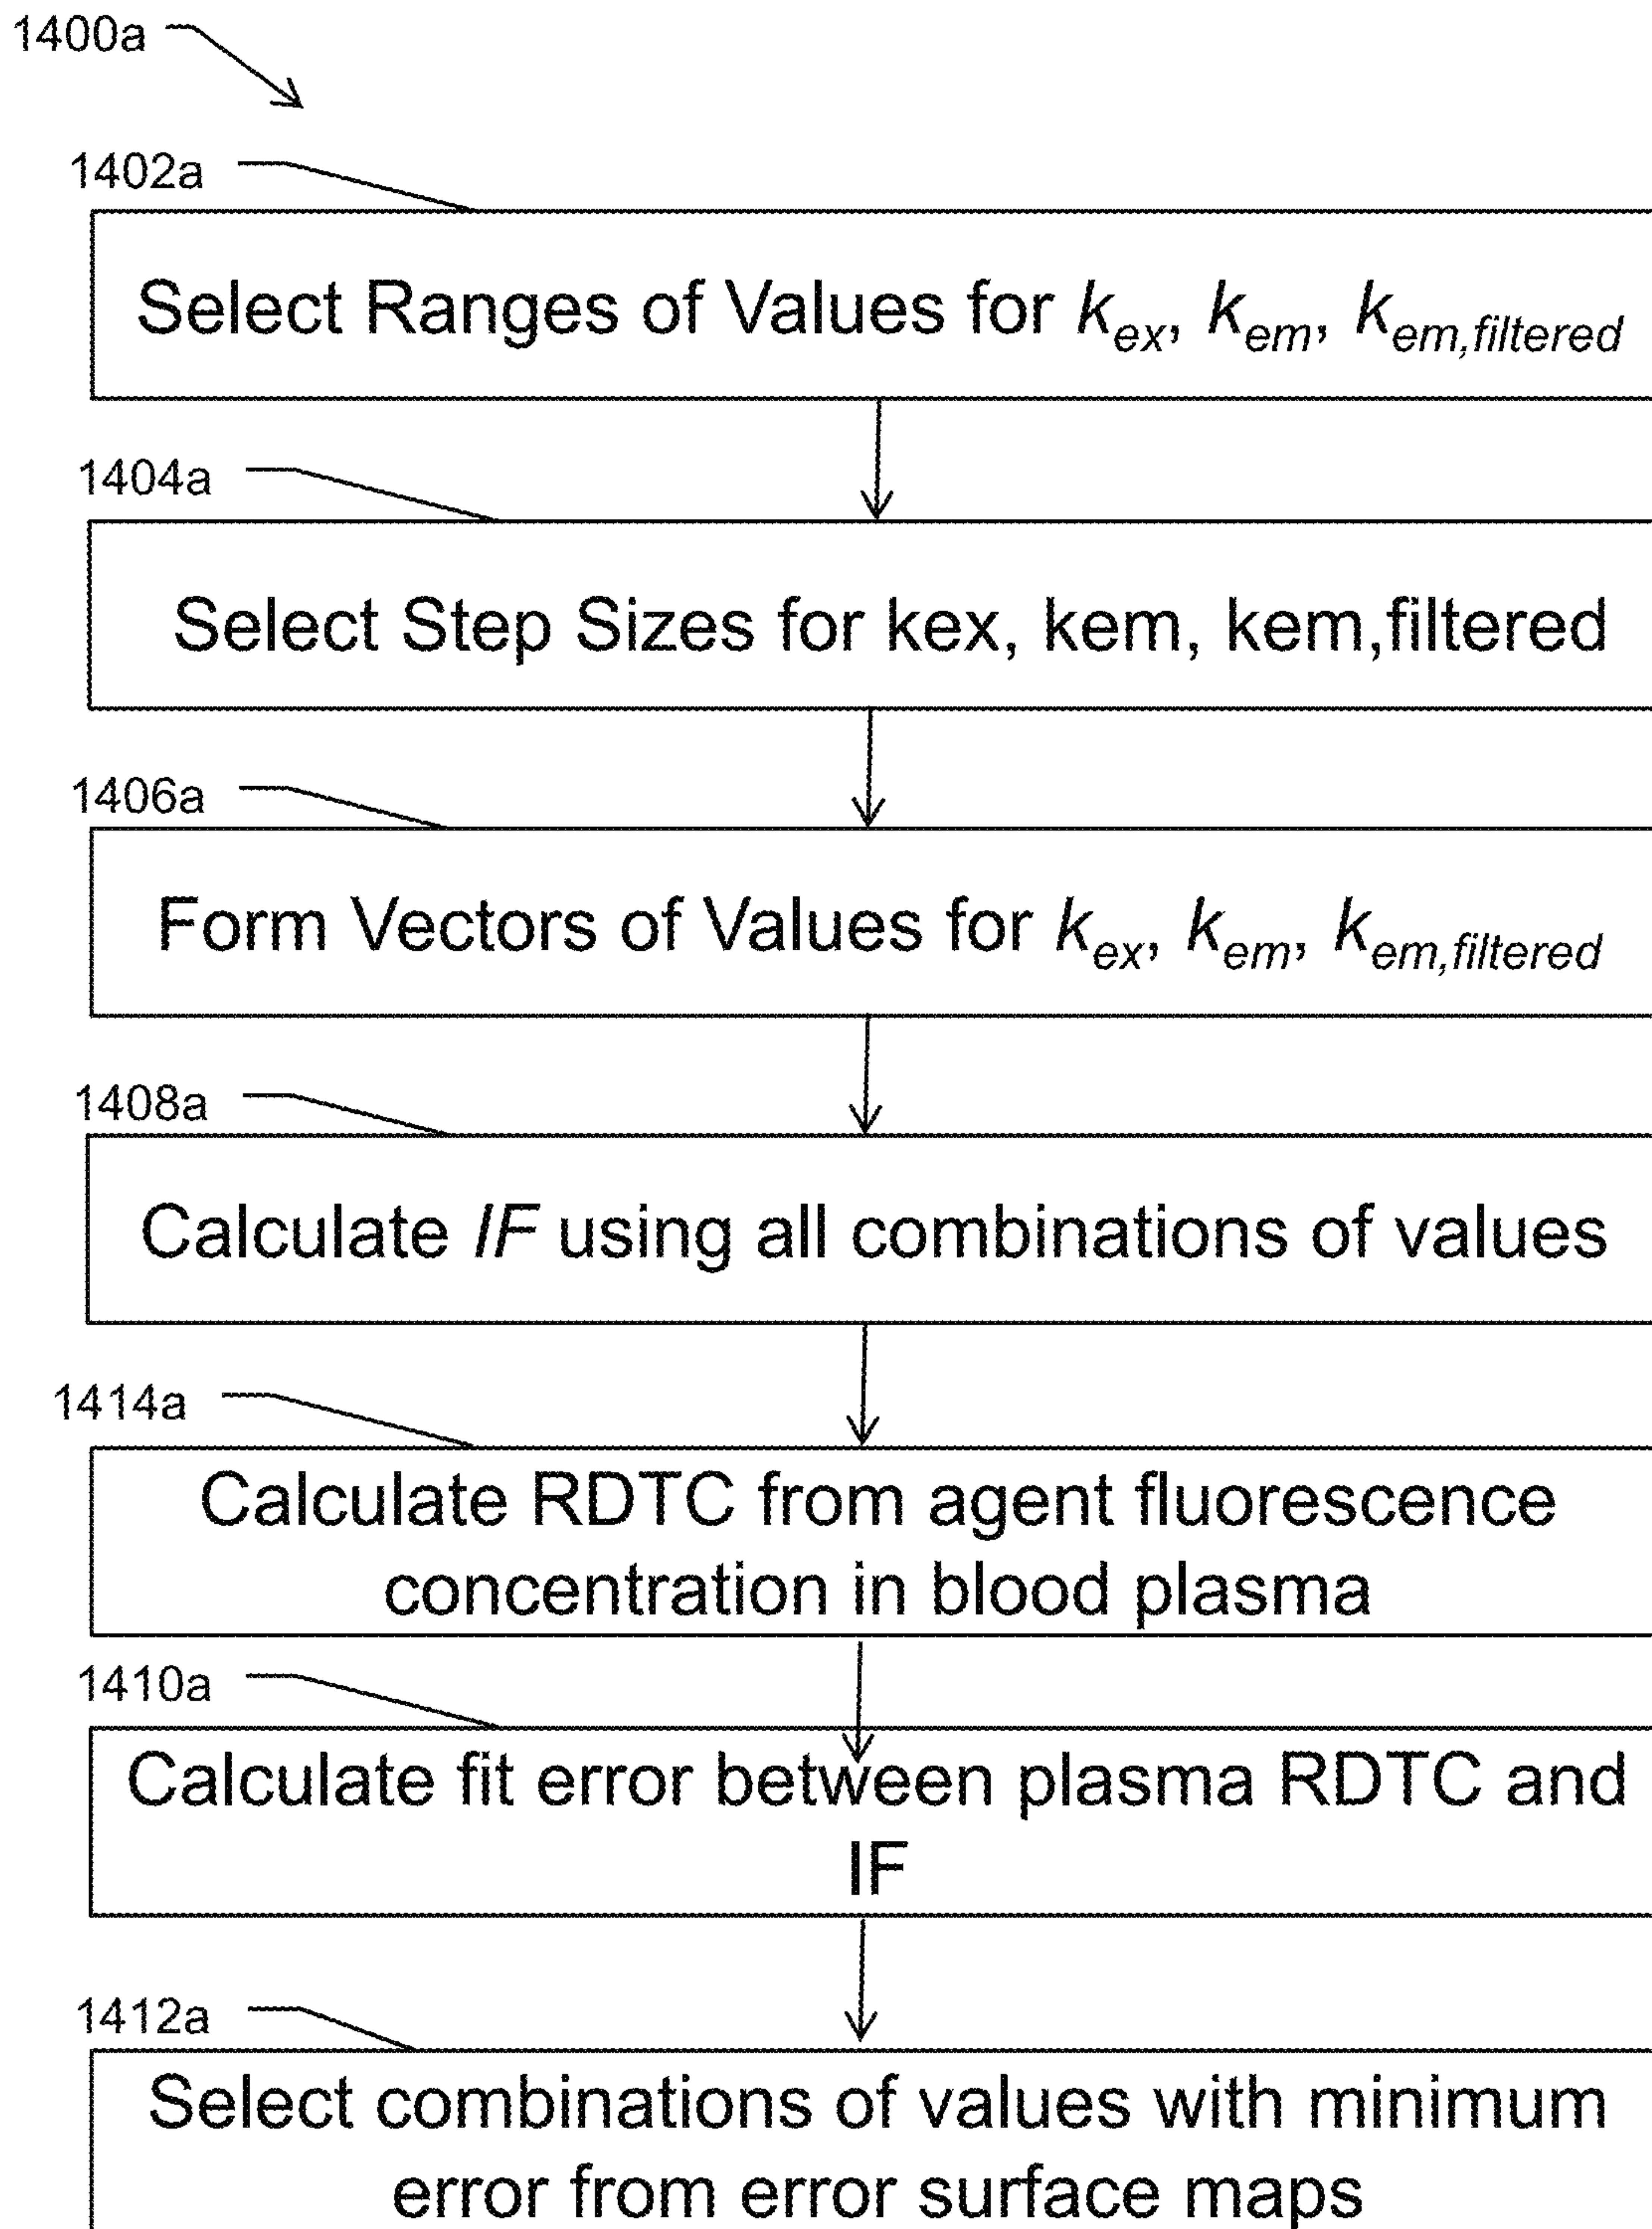 1400a
1402a
Select Ranges of Values for kex, kem, kem,filtered
1404a
Select Step Sizes for kex, kem, kem,filtered
1406a
Form Vectors of Values for kex, kem, kem,filtered
1408a
Calculate IF using all combinations of values
1414a
Calculate RDTC from agent fluorescence
concentration in blood plasma
1410a
Calculate fit error between plasma RDTC and
IF
1412a
Select combinations of values with minimum
error from error surface maps